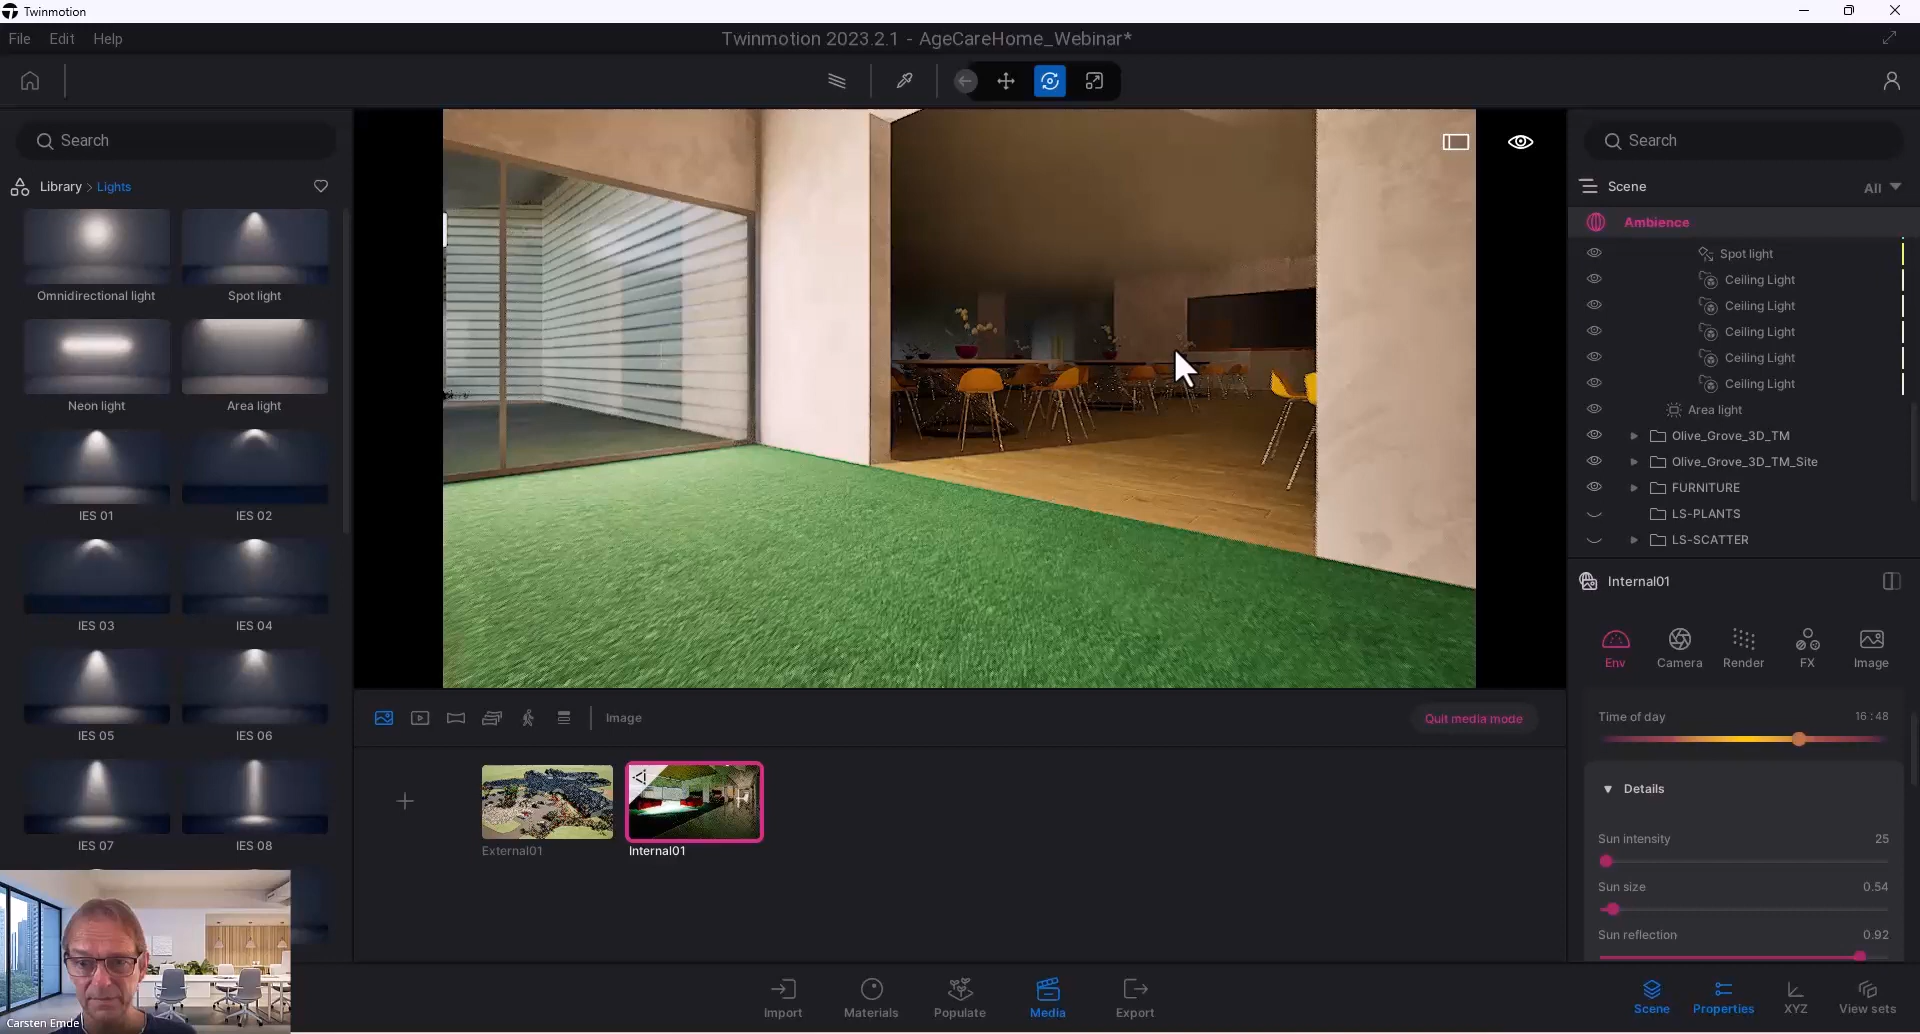 Twinmotion
File Edit Help
Twinmotion 2023.2.1 - AgeCareHome_Webinar*
Search
Library > Lights
Omnidirectional light
Spot light
Neon light
Area light
IES 01
IES 02
IES 03
IES 04
IES 05
IES 06
IES 07
IES 08
Carsten Emde
Image
Quit media mode
External01
Internal01
Import
Materials
Populate
Media
Export
Search
Scene
All
Ambience
Spot light
Ceiling Light
Ceiling Light
Ceiling Light
Ceiling Light
Ceiling Light
Area light
Olive_Grove_3D_TM
Olive_Grove_3D_TM_Site
FURNITURE
LS-PLANTS
LS-SCATTER
Internal01
Env
Camera
Render
FX
Image
Time of day 16:48
Details
Sun intensity 25
Sun size 0.54
Sun reflection 0.92
Scene
Properties
XYZ
View sets